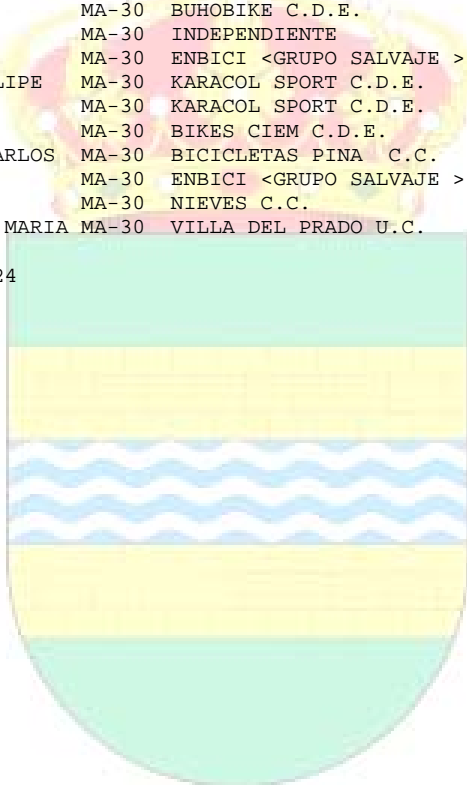 MA-30 BUHOBIKE C.D.E.
MA-30 INDEPENDIENTE
MA-30 ENBICI <GRUPO SALVAJE >
LIPE MA-30 KARACOL SPORT C.D.E.
MA-30 KARACOL SPORT C.D.E.
MA-30 BIKES CIEM C.D.E.
ARLOS MA-30 BICICLETAS PINA C.C.
MA-30 ENBICI <GRUPO SALVAJE >
MA-30 NIEVES C.C.
MARIA MA-30 VILLA DEL PRADO U.C.
24